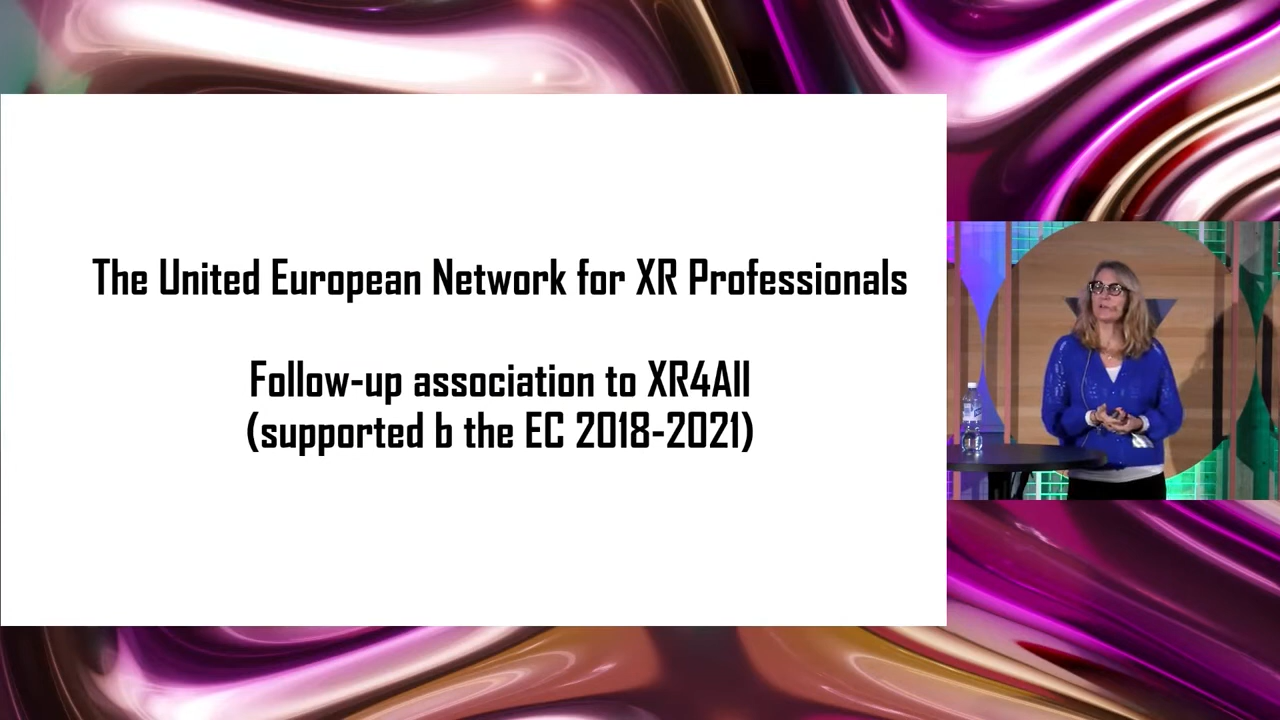 The United European Network for XR Professionals
Follow-up association to XR4All
(supported b the EC 2018-2021)